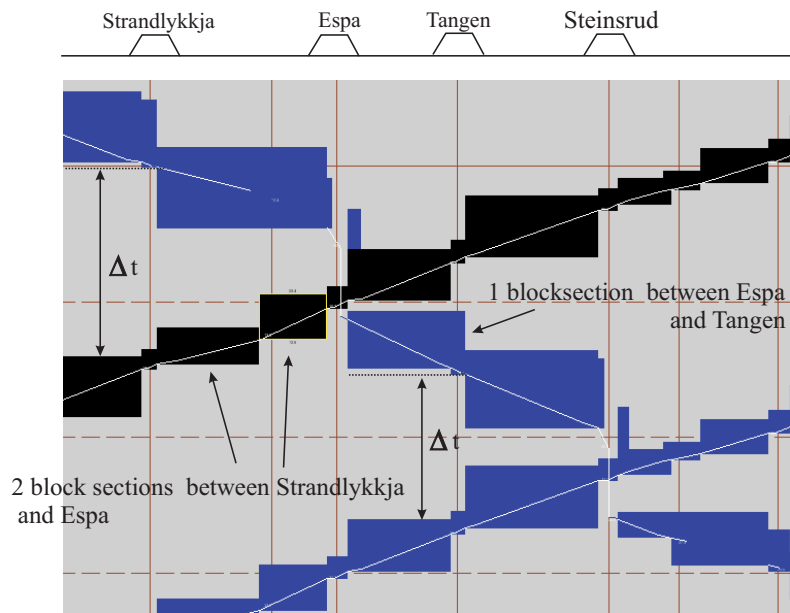 Strandlykkja Espa Tangen Steinsrud
Δt
1 blocksection between Espa
and Tangen
Δt
2 block sections between Strandlykkja
and Espa